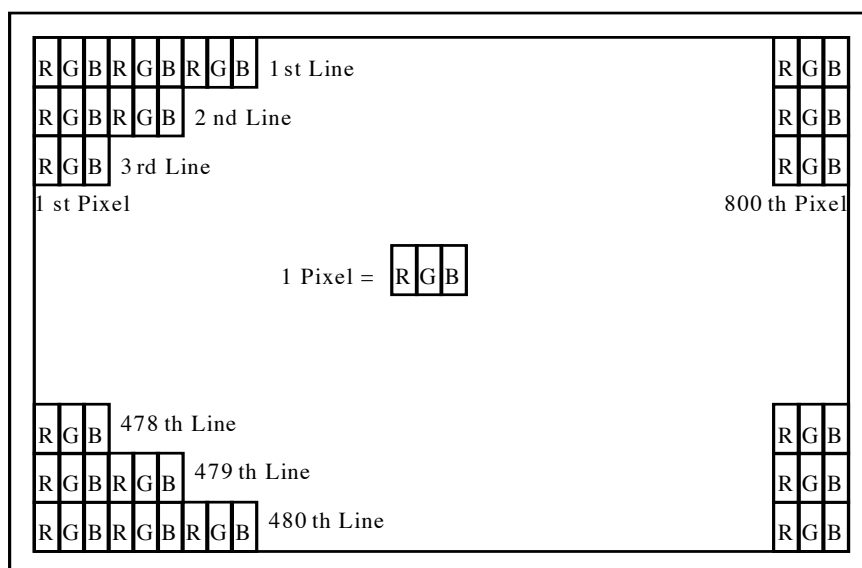 R G B R G B R G B 1 st Line R G B
R G B R G B 2 nd Line R G B
R G B 3 rd Line R G B
1 st Pixel 800 th Pixel
1 Pixel = R G B
R G B 478 th Line R G B
R G B R G B 479 th Line R G B
R G B R G B R G B 480 th Line R G B